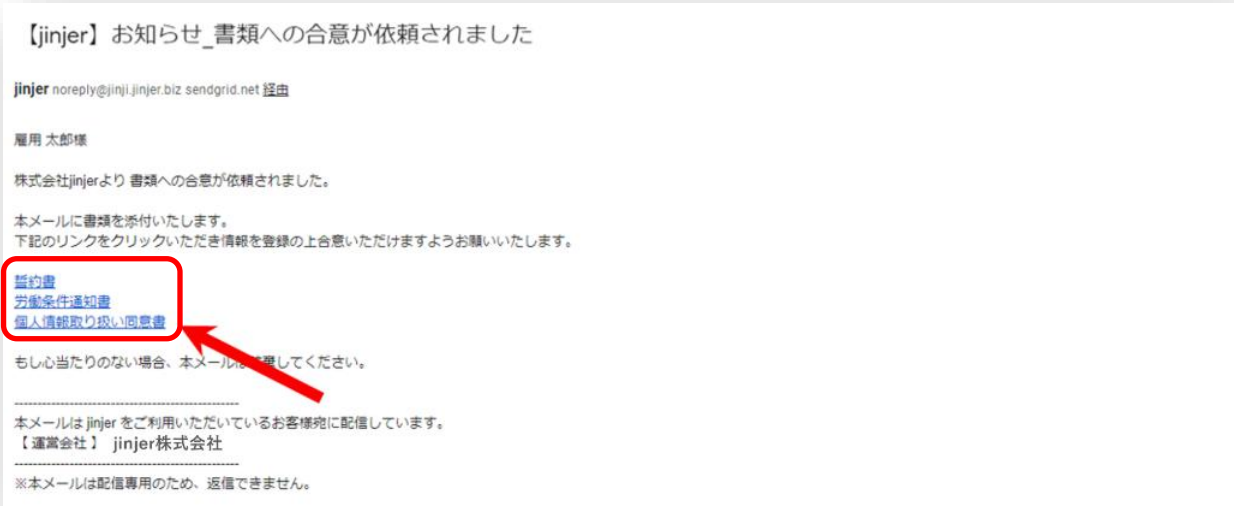 【jinjer】お知らせ_書類への合意が依頼されました
jinjer noreply@jinji.jinjer.biz sendgrid.net 経由
雇用 太郎様
株式会社jinjerより 書類への合意が依頼されました。
本メールに書類を添付いたします。
下記のリンクをクリックいただき情報を登録の上合意いただけますようお願いいたします。
誓約書
労働条件通知書
個人情報取り扱い同意書
もし心当たりのない場合、本メールは 棄してください。
------------------------------------------------
本メールは jinjer をご利用いただいているお客様宛に配信しています。
【 運営会社 】 jinjer株式会社
------------------------------------------------
※本メールは配信専用のため、返信できません。